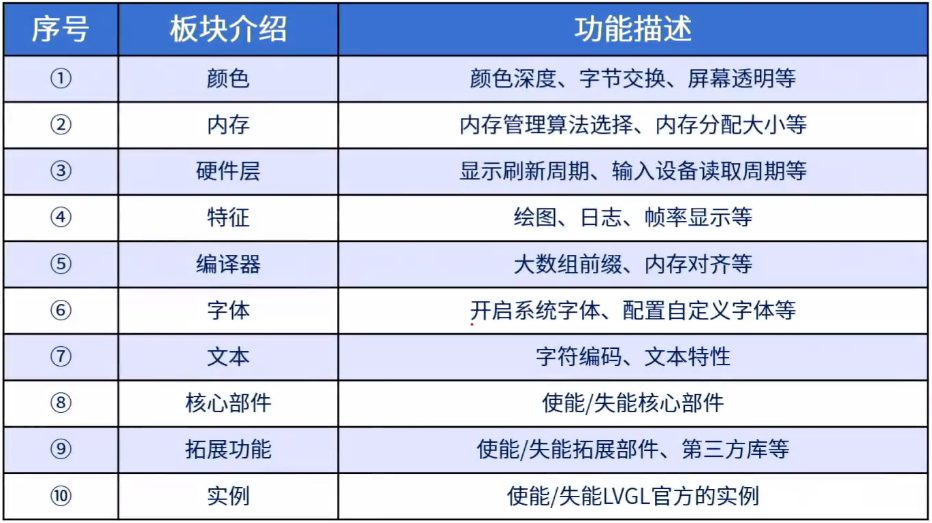 序号 板块介绍 功能描述
① 颜色 颜色深度、字节交换、屏幕透明等
② 内存 内存管理算法选择、内存分配大小等
③ 硬件层 显示刷新周期、输入设备读取周期等
④ 特征 绘图、日志、帧率显示等
⑤ 编译器 大数组前缀、内存对齐等
⑥ 字体 开启系统字体、配置自定义字体等
⑦ 文本 字符编码、文本特性
⑧ 核心部件 使能/失能核心部件
⑨ 拓展功能 使能/失能拓展部件、第三方库等
⑩ 实例 使能/失能LVGL官方的实例